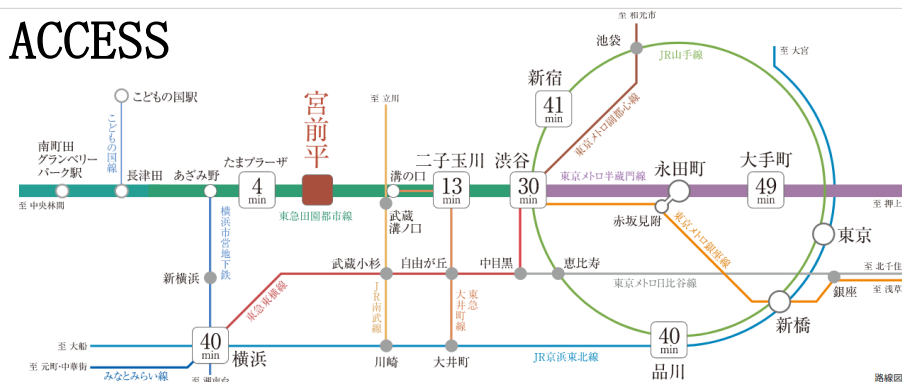 ACCESS
至 和光市
池袋
JR山手線
至 大宮
新宿
41
min
こどもの国駅
こどもの国線
宮前平
至 立川
東京メトロ副都心線
南町田
グランベリー
パーク駅
長津田
あざみ野
たまプラーザ
4
min
溝の口
二子玉川
13
min
渋谷
30
min
東京メトロ半蔵門線
永田町
大手町
49
min
至 中央林間
東急田園都市線
武蔵
溝ノ口
赤坂見附
至 押上
横浜市営地下鉄
東京メトロ銀座線
東京
新横浜
武蔵小杉
自由が丘
中目黒
恵比寿
東京メトロ日比谷線
至 北千住
銀座
至 浅草
東急東横線
JR南武線
東急
大井町線
新橋
40
min
横浜
至 大船
川崎
大井町
JR京浜東北線
40
min
品川
至 元町・中華街
みなとみらい線
至 湘南台
路線図